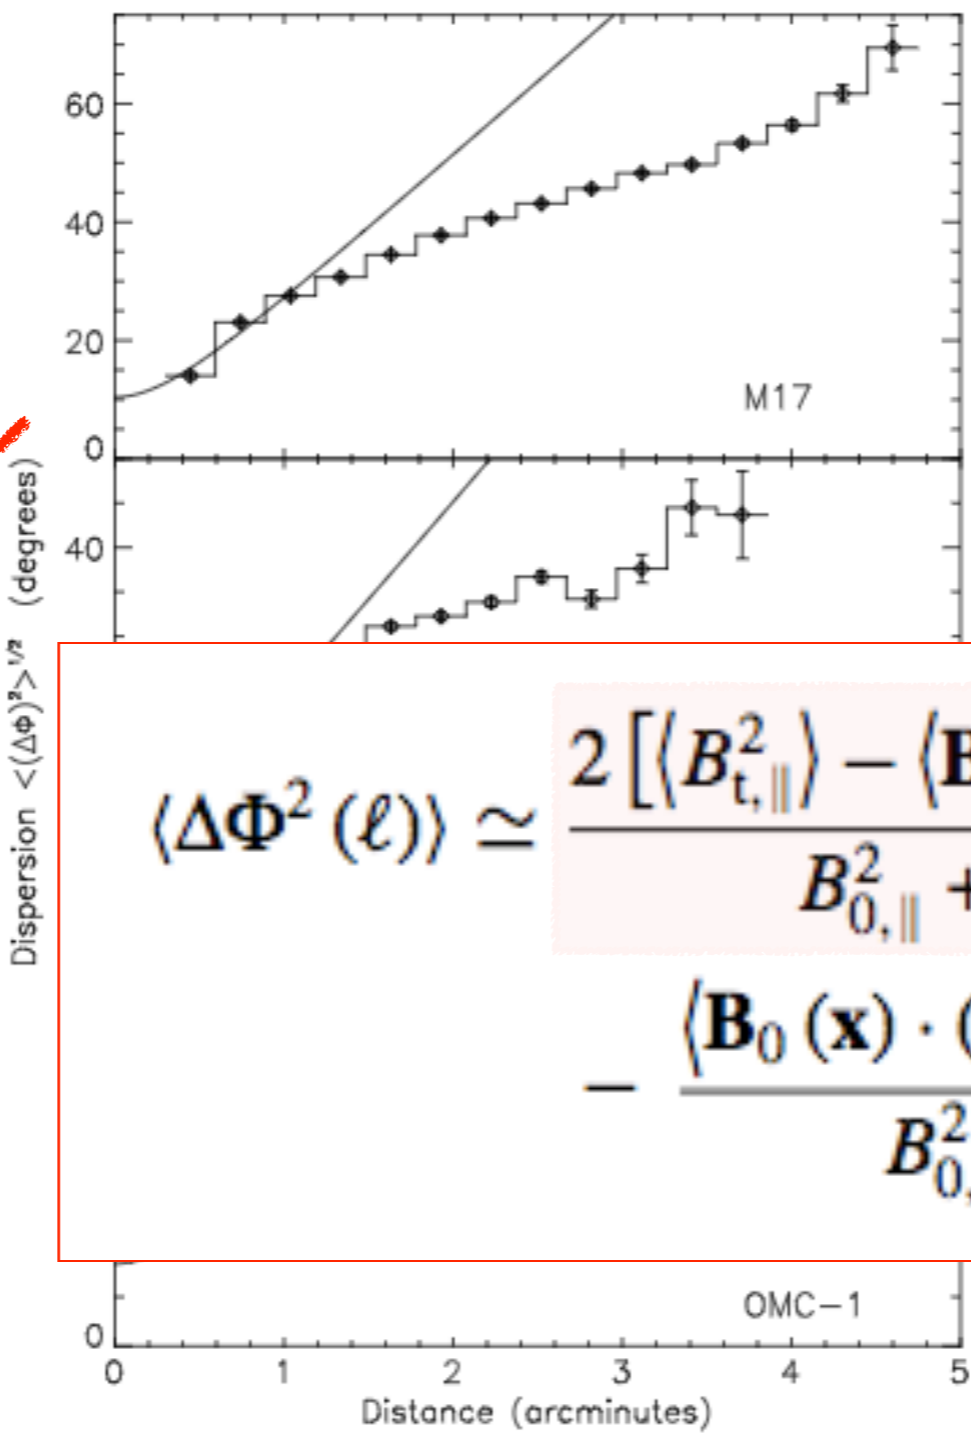 60
40
20
0
M17
Dispersion <(ΔΦ)²>^1/2 (degrees)
40
⟨ΔΦ² (ℓ)⟩ ≃ 2 [⟨B²t,||⟩ − ⟨B
B²0,|| +
− ⟨B₀ (x) · (
B²0,
OMC−1
0
0 1 2 3 4 5
Distance (arcminutes)